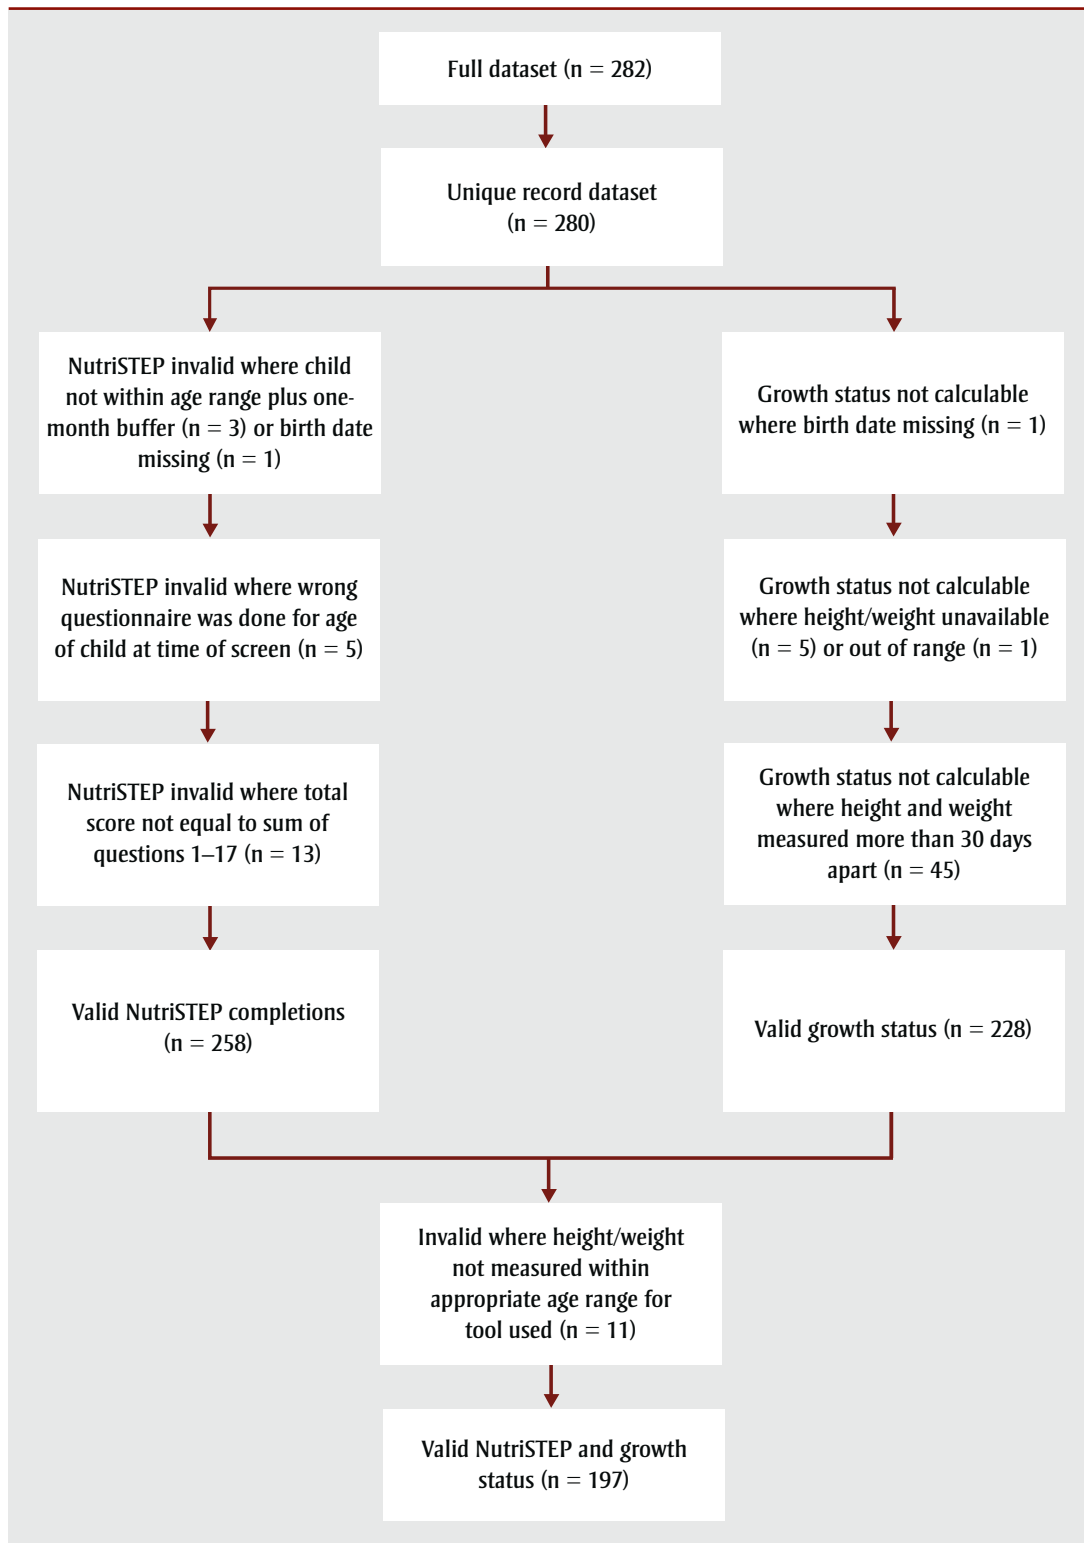 Full dataset (n = 282)
Unique record dataset
(n = 280)
NutriSTEP invalid where child
not within age range plus one-
month buffer (n = 3) or birth date
missing (n = 1)
Growth status not calculable
where birth date missing (n = 1)
NutriSTEP invalid where wrong
questionnaire was done for age
of child at time of screen (n = 5)
Growth status not calculable
where height/weight unavailable
(n = 5) or out of range (n = 1)
NutriSTEP invalid where total
score not equal to sum of
questions 1–17 (n = 13)
Growth status not calculable
where height and weight
measured more than 30 days
apart (n = 45)
Valid NutriSTEP completions
(n = 258)
Valid growth status (n = 228)
Invalid where height/weight
not measured within
appropriate age range for
tool used (n = 11)
Valid NutriSTEP and growth
status (n = 197)